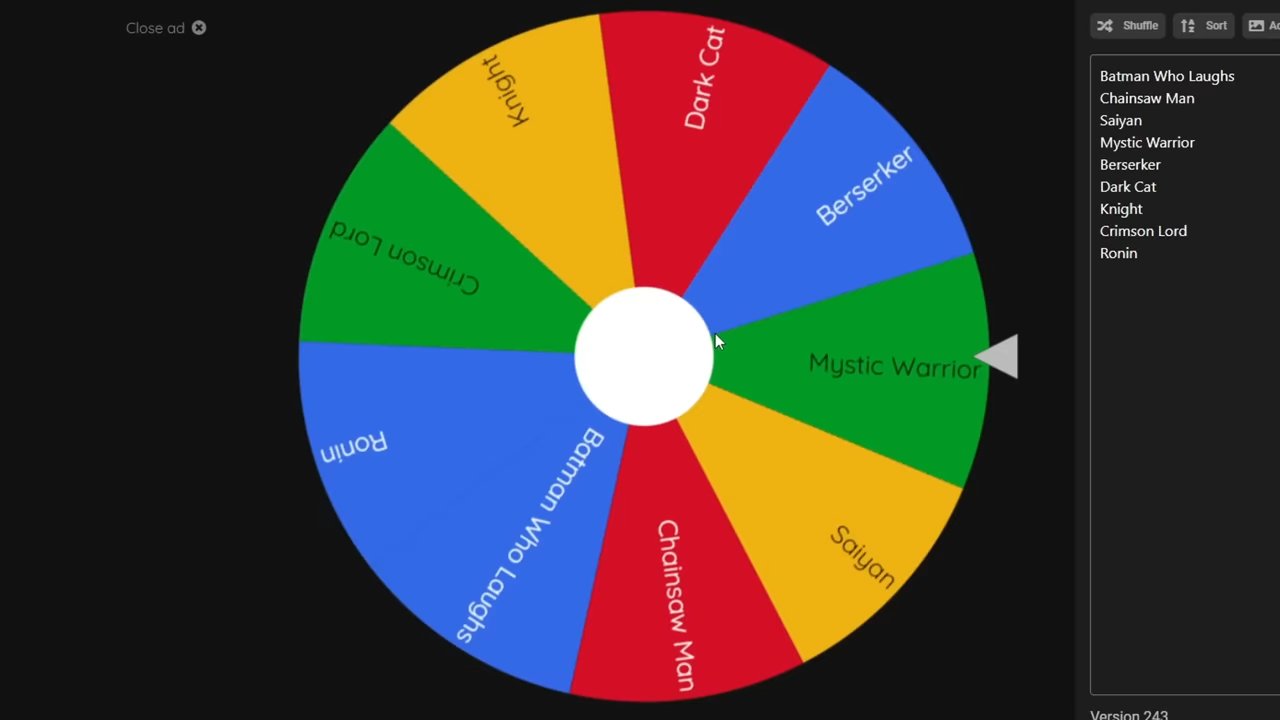 Close ad
Shuffle
Sort
Knight
Dark Cat
Berserker
Crimson Lord
Mystic Warrior
Ronin
Batman Who Laughs
Chainsaw Man
Saiyan
Batman Who Laughs
Chainsaw Man
Saiyan
Mystic Warrior
Berserker
Dark Cat
Knight
Crimson Lord
Ronin
Version 243